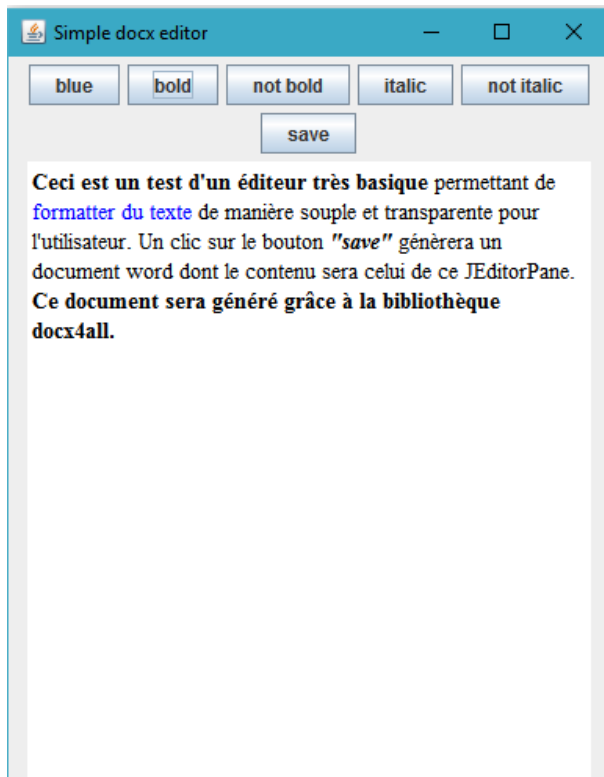 Simple docx editor
blue bold not bold italic not italic
save
Ceci est un test d'un éditeur très basique permettant de
formatter du texte de manière souple et transparente pour
l'utilisateur. Un clic sur le bouton "save" génèrera un
document word dont le contenu sera celui de ce JEditorPane.
Ce document sera généré grâce à la bibliothèque
docx4all.